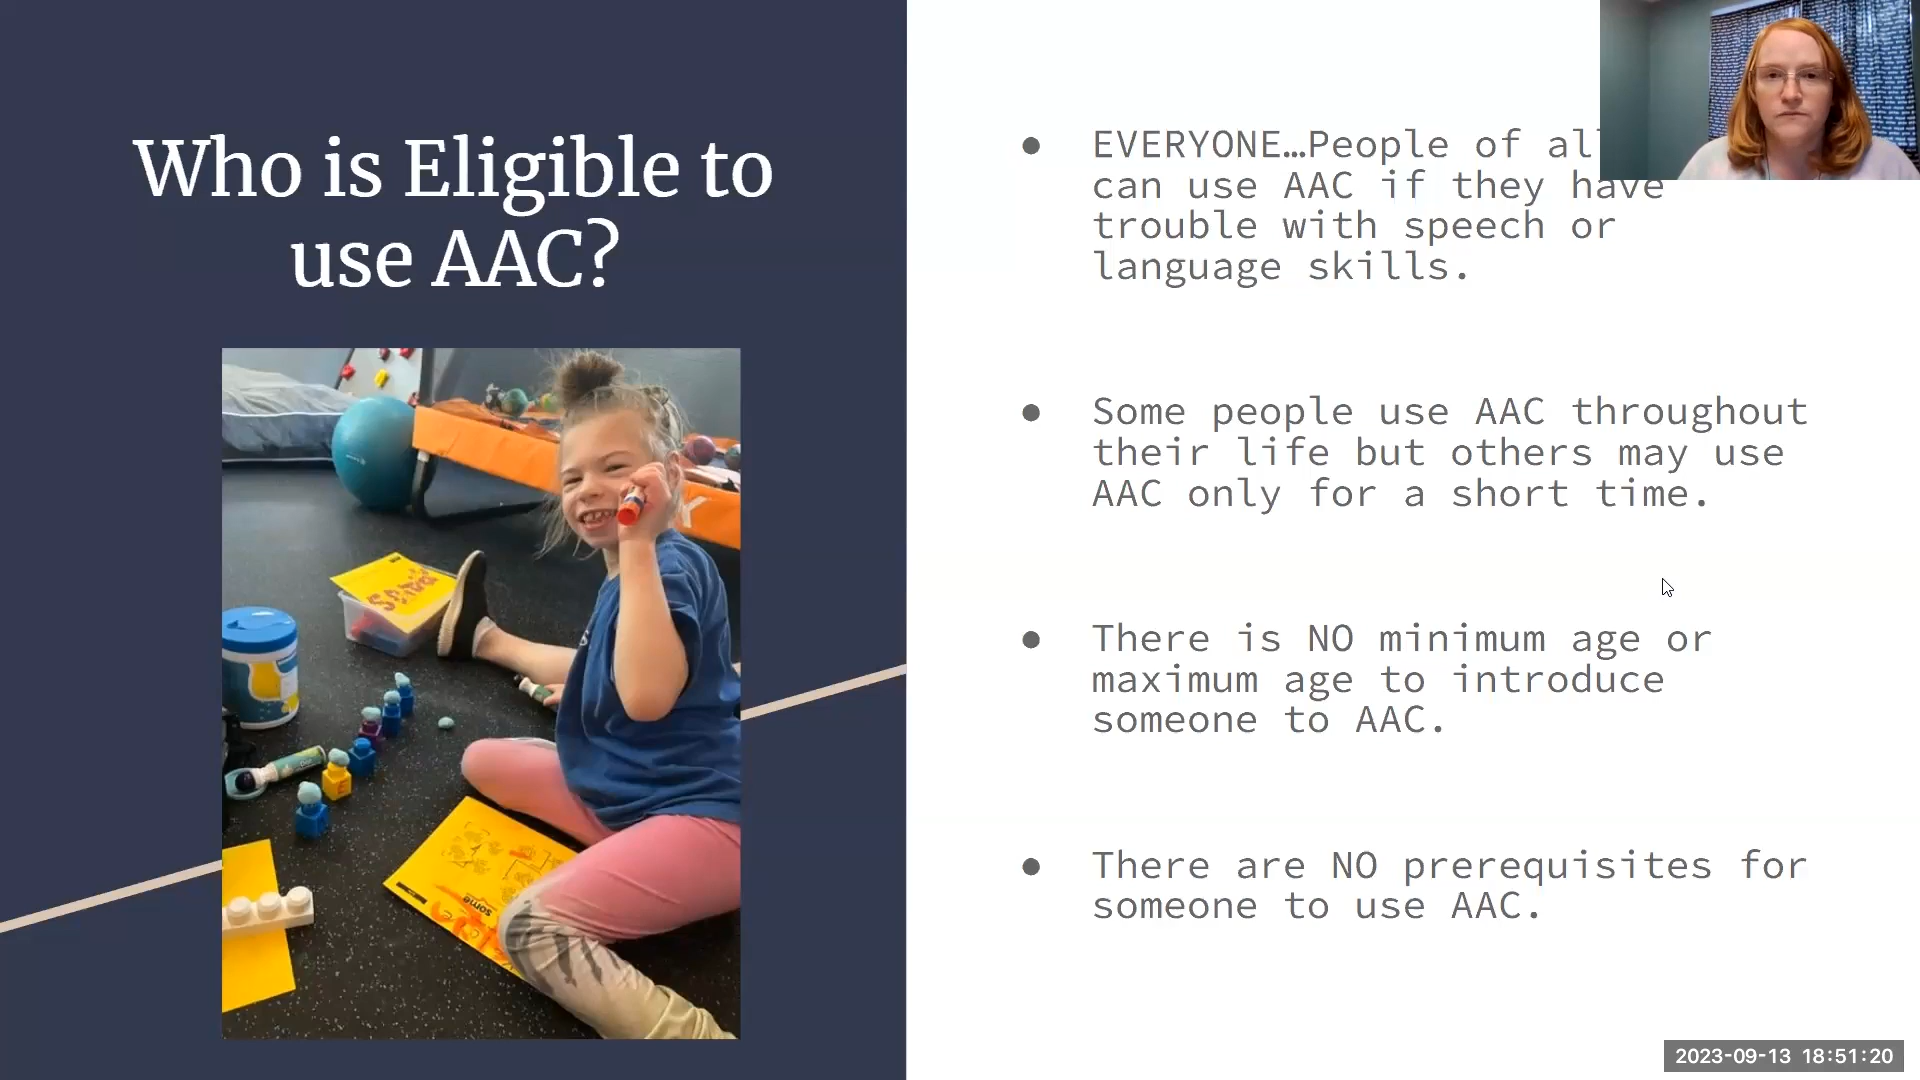 Who is Eligible to
use AAC?
EVERYONE…People of all
can use AAC if they have
trouble with speech or
language skills.
Some people use AAC throughout
their life but others may use
AAC only for a short time.
There is NO minimum age or
maximum age to introduce
someone to AAC.
There are NO prerequisites for
someone to use AAC.
some
2023-09-13 18:51:20